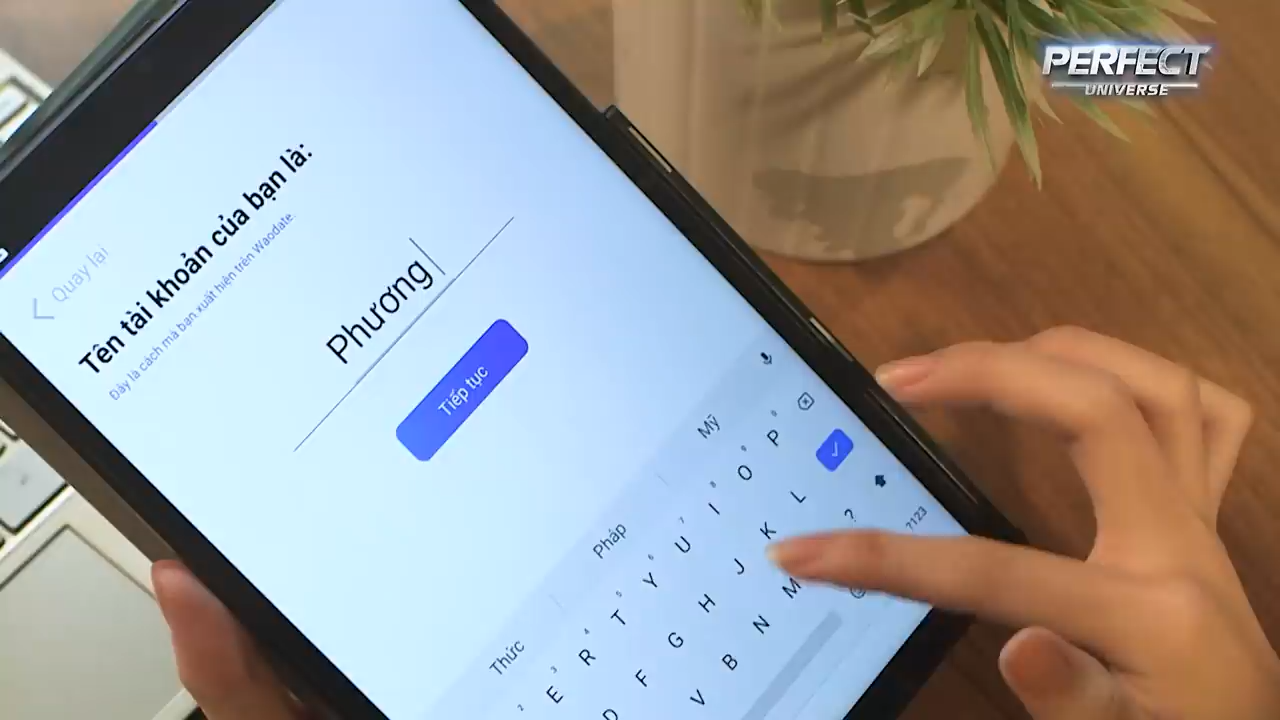 PERFECT
UNIVERSE
Quay lại
Tên tài khoản của bạn là:
Đây là cách mà bạn xuất hiện trên Waodate.
Phương
Tiếp tục
Thức Pháp Mỹ
E R T Y U I O P
D F G H J K L
V B N M ?
?123